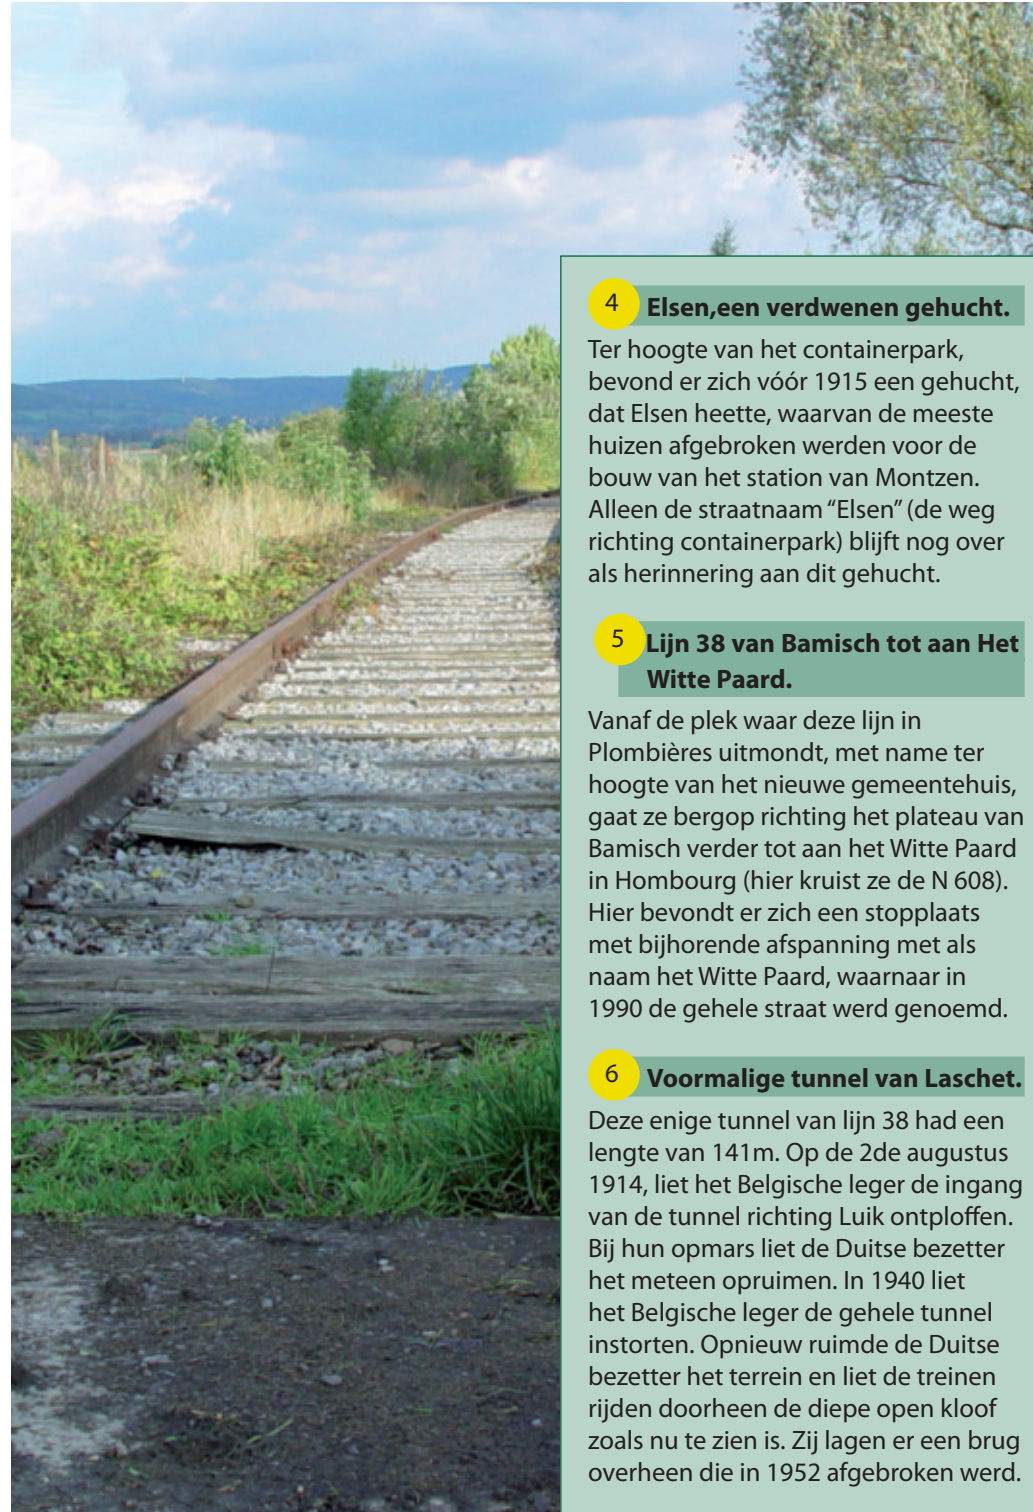 4 Elsen,een verdwenen gehucht.
Ter hoogte van het containerpark,
bevond er zich vóór 1915 een gehucht,
dat Elsen heette, waarvan de meeste
huizen afgebroken werden voor de
bouw van het station van Montzen.
Alleen de straatnaam “Elsen” (de weg
richting containerpark) blijft nog over
als herinnering aan dit gehucht.
5 Lijn 38 van Bamisch tot aan Het
Witte Paard.
Vanaf de plek waar deze lijn in
Plombières uitmondt, met name ter
hoogte van het nieuwe gemeentehuis,
gaat ze bergop richting het plateau van
Bamisch verder tot aan het Witte Paard
in Hombourg (hier kruist ze de N 608).
Hier bevondt er zich een stopplaats
met bijhorende afspanning met als
naam het Witte Paard, waarnaar in
1990 de gehele straat werd genoemd.
6 Voormalige tunnel van Laschet.
Deze enige tunnel van lijn 38 had een
lengte van 141m. Op de 2de augustus
1914, liet het Belgische leger de ingang
van de tunnel richting Luik ontploffen.
Bij hun opmars liet de Duitse bezetter
het meteen opruimen. In 1940 liet
het Belgische leger de gehele tunnel
instorten. Opnieuw ruimde de Duitse
bezetter het terrein en liet de treinen
rijden doorheen de diepe open kloof
zoals nu te zien is. Zij lagen er een brug
overheen die in 1952 afgebroken werd.